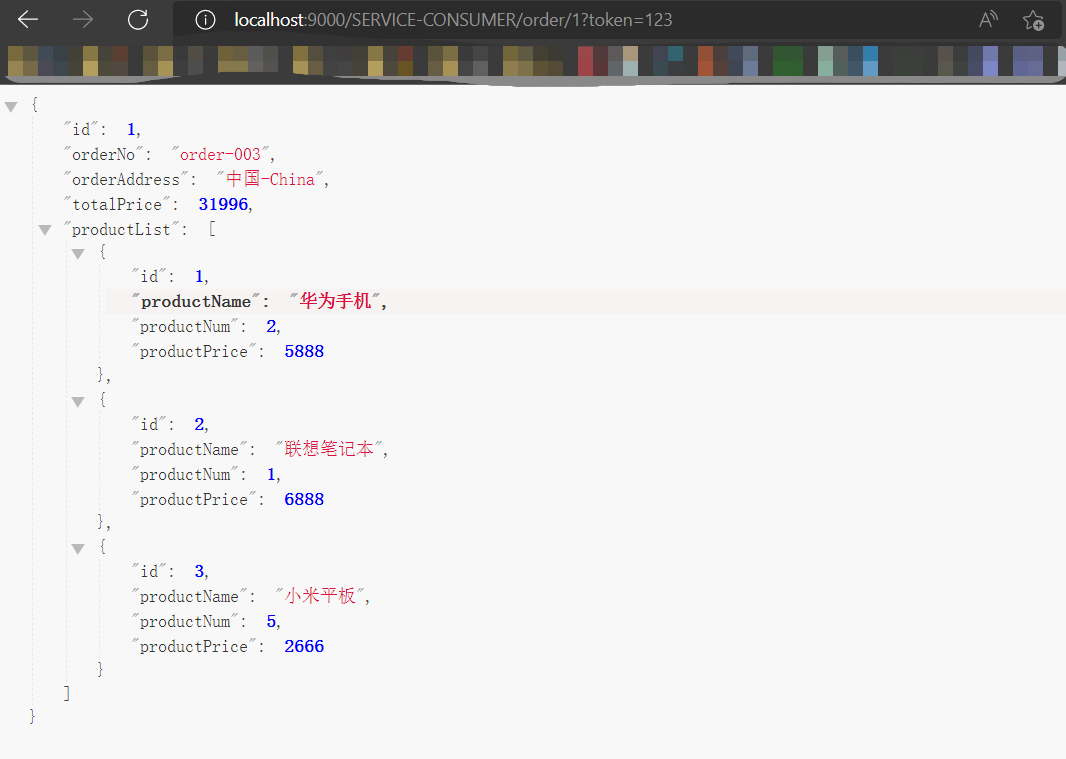 localhost:9000/SERVICE-CONSUMER/order/1?token=123
{
"id": 1,
"orderNo": "order-003",
"orderAddress": "中国-China",
"totalPrice": 31996,
"productList": [
{
"id": 1,
"productName": "华为手机",
"productNum": 2,
"productPrice": 5888
},
{
"id": 2,
"productName": "联想笔记本",
"productNum": 1,
"productPrice": 6888
},
{
"id": 3,
"productName": "小米平板",
"productNum": 5,
"productPrice": 2666
}
]
}